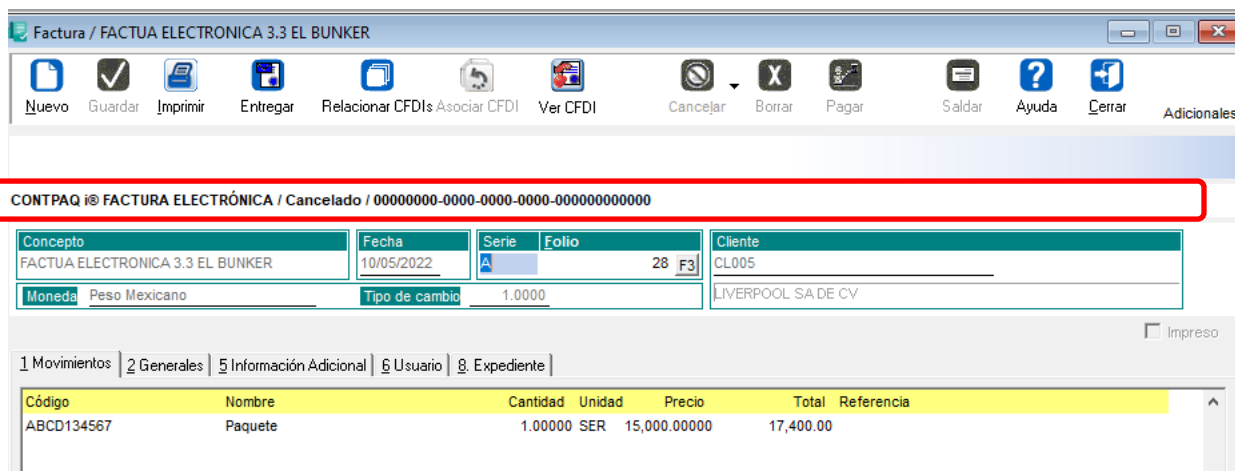 Factura / FACTUA ELECTRONICA 3.3 EL BUNKER
Nuevo Guardar Imprimir Entregar Relacionar CFDIs Asociar CFDI Ver CFDI Cancelar Borrar Pagar Saldar Ayuda Cerrar Adicionales
CONTPAQ i® FACTURA ELECTRÓNICA / Cancelado / 00000000-0000-0000-0000-000000000000
Concepto Fecha Serie Folio Cliente
FACTUA ELECTRONICA 3.3 EL BUNKER 10/05/2022 A 28 F3 CL005
Moneda Peso Mexicano Tipo de cambio 1.0000 LIVERPOOL SA DE CV
Impreso
1 Movimientos 2 Generales 5 Información Adicional 6 Usuario 8. Expediente
Código Nombre Cantidad Unidad Precio Total Referencia
ABCD134567 Paquete 1.00000 SER 15,000.00000 17,400.00